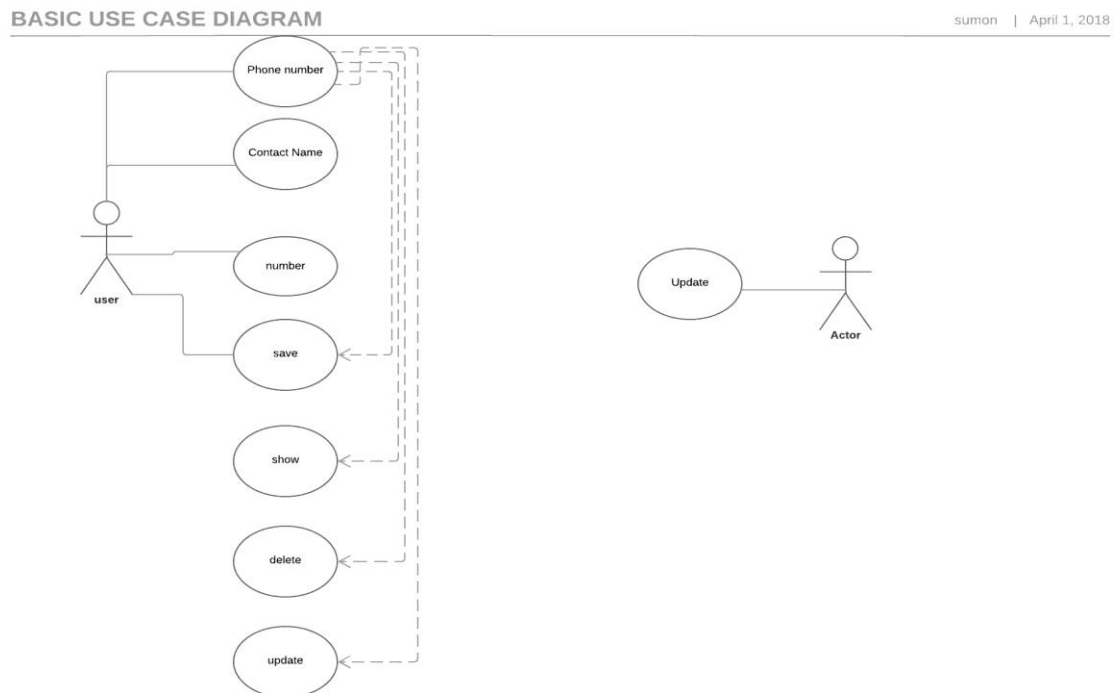 BASIC USE CASE DIAGRAM
sumon | April 1, 2018
Phone number
Contact Name
number
user
save
show
delete
update
Update
Actor